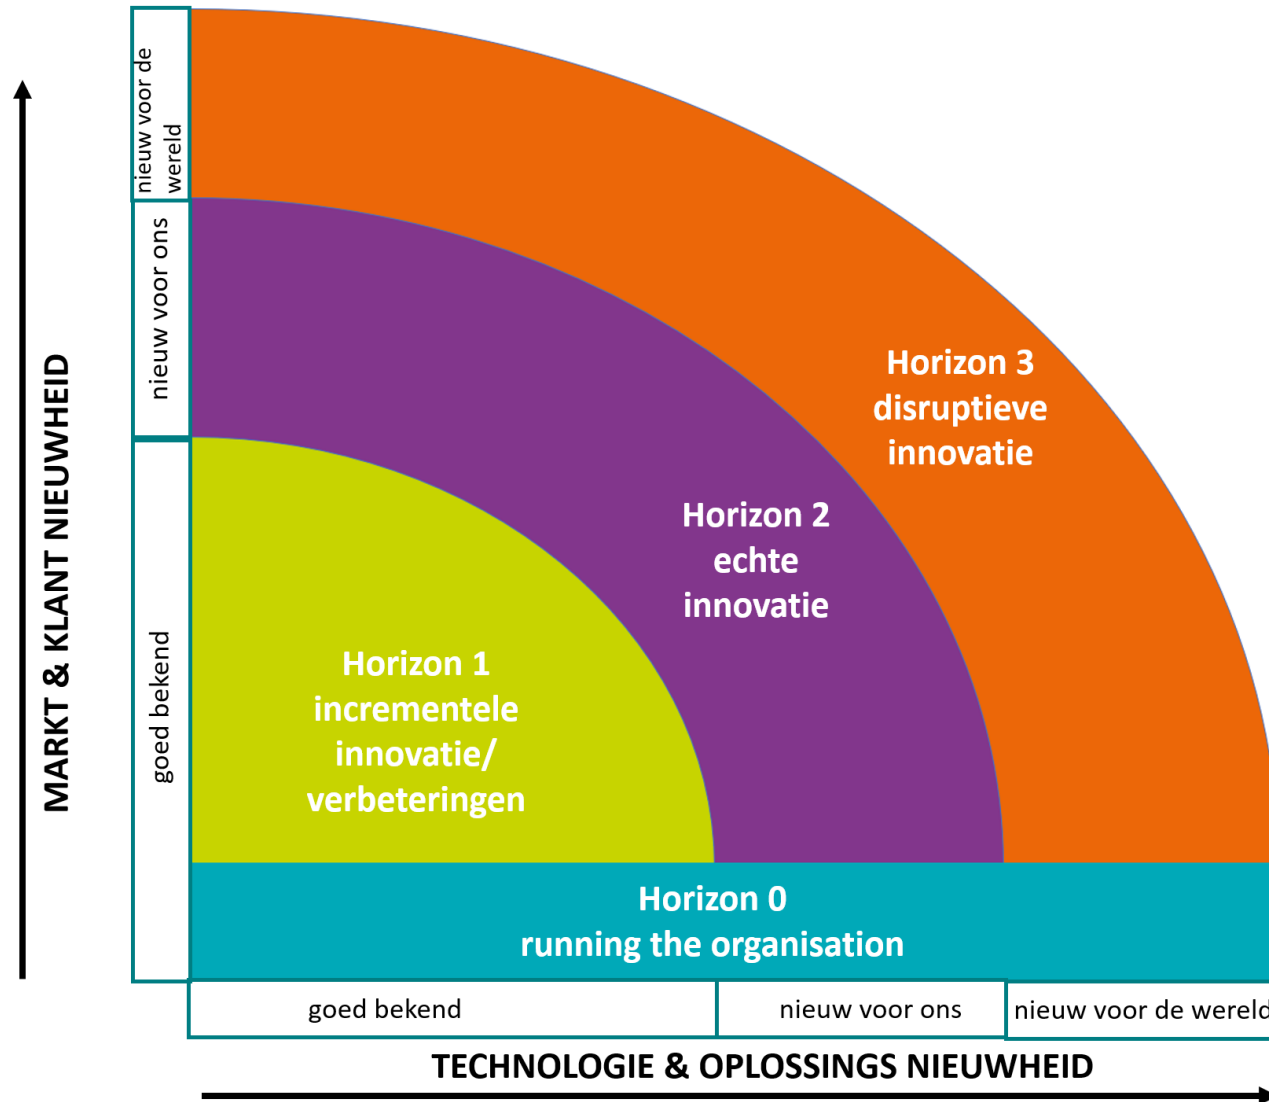 nieuw voor de
wereld
nieuw voor ons
goed bekend
MARKT & KLANT NIEUWHEID
Horizon 3
disruptieve
innovatie
Horizon 2
echte
innovatie
Horizon 1
incrementele
innovatie/
verbeteringen
Horizon 0
running the organisation
goed bekend
nieuw voor ons
nieuw voor de wereld
TECHNOLOGIE & OPLOSSINGS NIEUWHEID